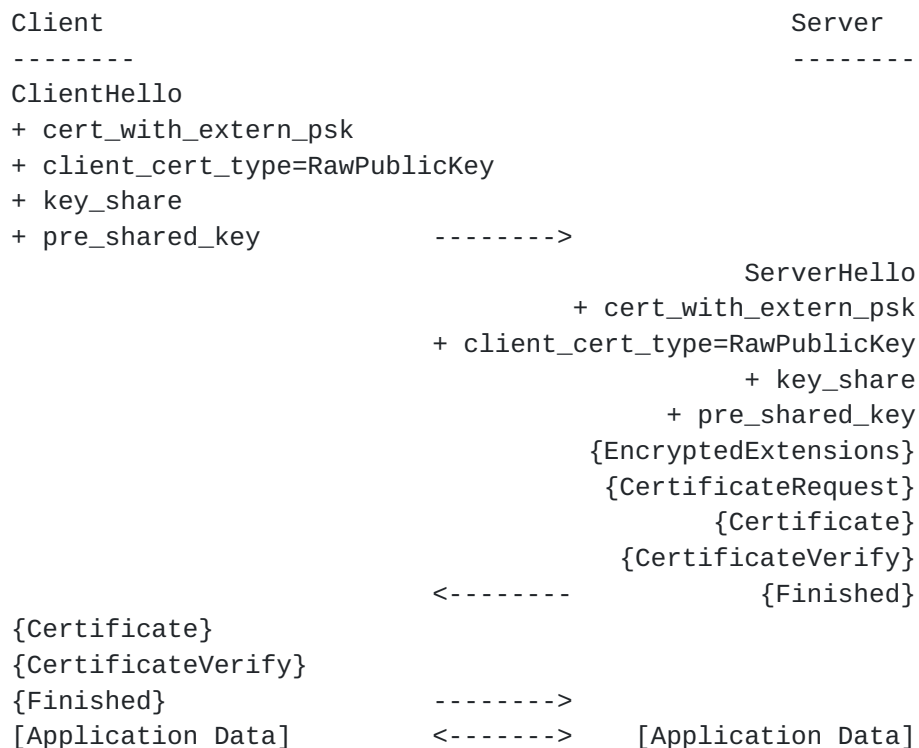 Client                                             Server
--------                                           --------
ClientHello
+ cert_with_extern_psk
+ client_cert_type=RawPublicKey
+ key_share
+ pre_shared_key           -------->
                                                ServerHello
                                     + cert_with_extern_psk
                            + client_cert_type=RawPublicKey
                                                + key_share
                                           + pre_shared_key
                                      {EncryptedExtensions}
                                       {CertificateRequest}
                                              {Certificate}
                                        {CertificateVerify}
                            <--------            {Finished}
{Certificate}
{CertificateVerify}
{Finished}                 -------->
[Application Data]         <------->     [Application Data]